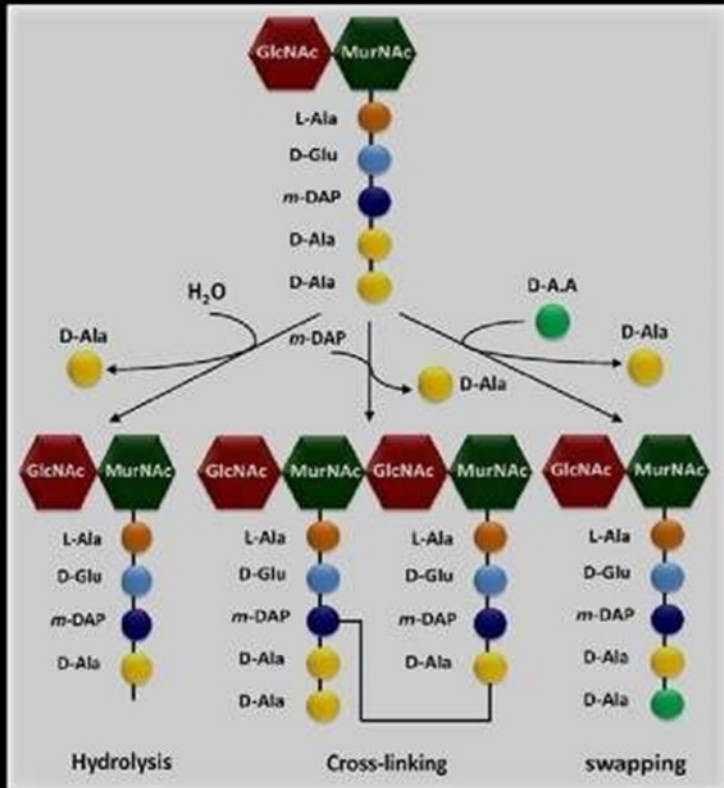 GlcNAc MurNAc
L-Ala
D-Glu
m-DAP
D-Ala
D-Ala
H2O
D-A.A
D-Ala
m-DAP
D-Ala
D-Ala
GlcNAc MurNAc GlcNAc MurNAc GlcNAc MurNAc GlcNAc MurNAc
L-Ala L-Ala L-Ala L-Ala
D-Glu D-Glu D-Glu D-Glu
m-DAP m-DAP m-DAP m-DAP
D-Ala D-Ala D-Ala D-Ala
D-Ala D-Ala
Hydrolysis Cross-linking swapping